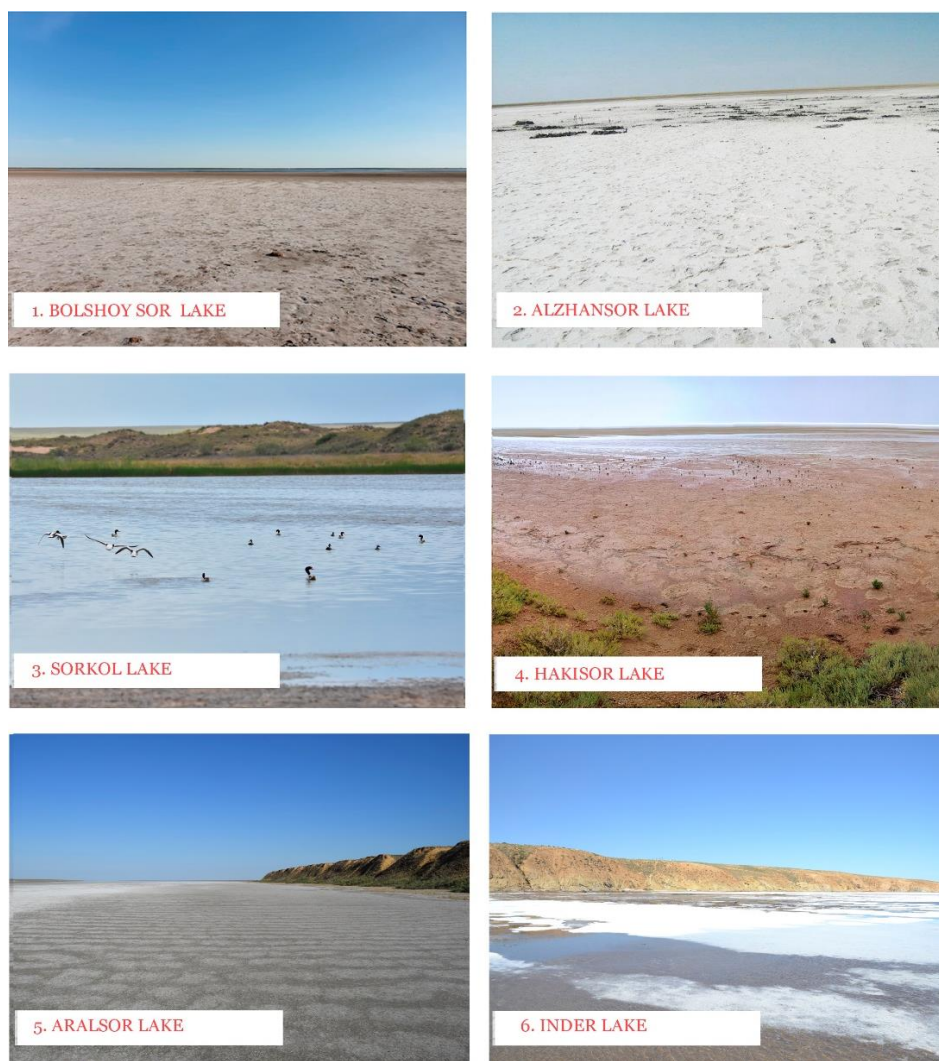 1. BOLSHOY SOR LAKE
2. ALZHANSOR LAKE
3. SORKOL LAKE
4. HAKISOR LAKE
5. ARALSOR LAKE
6. INDER LAKE